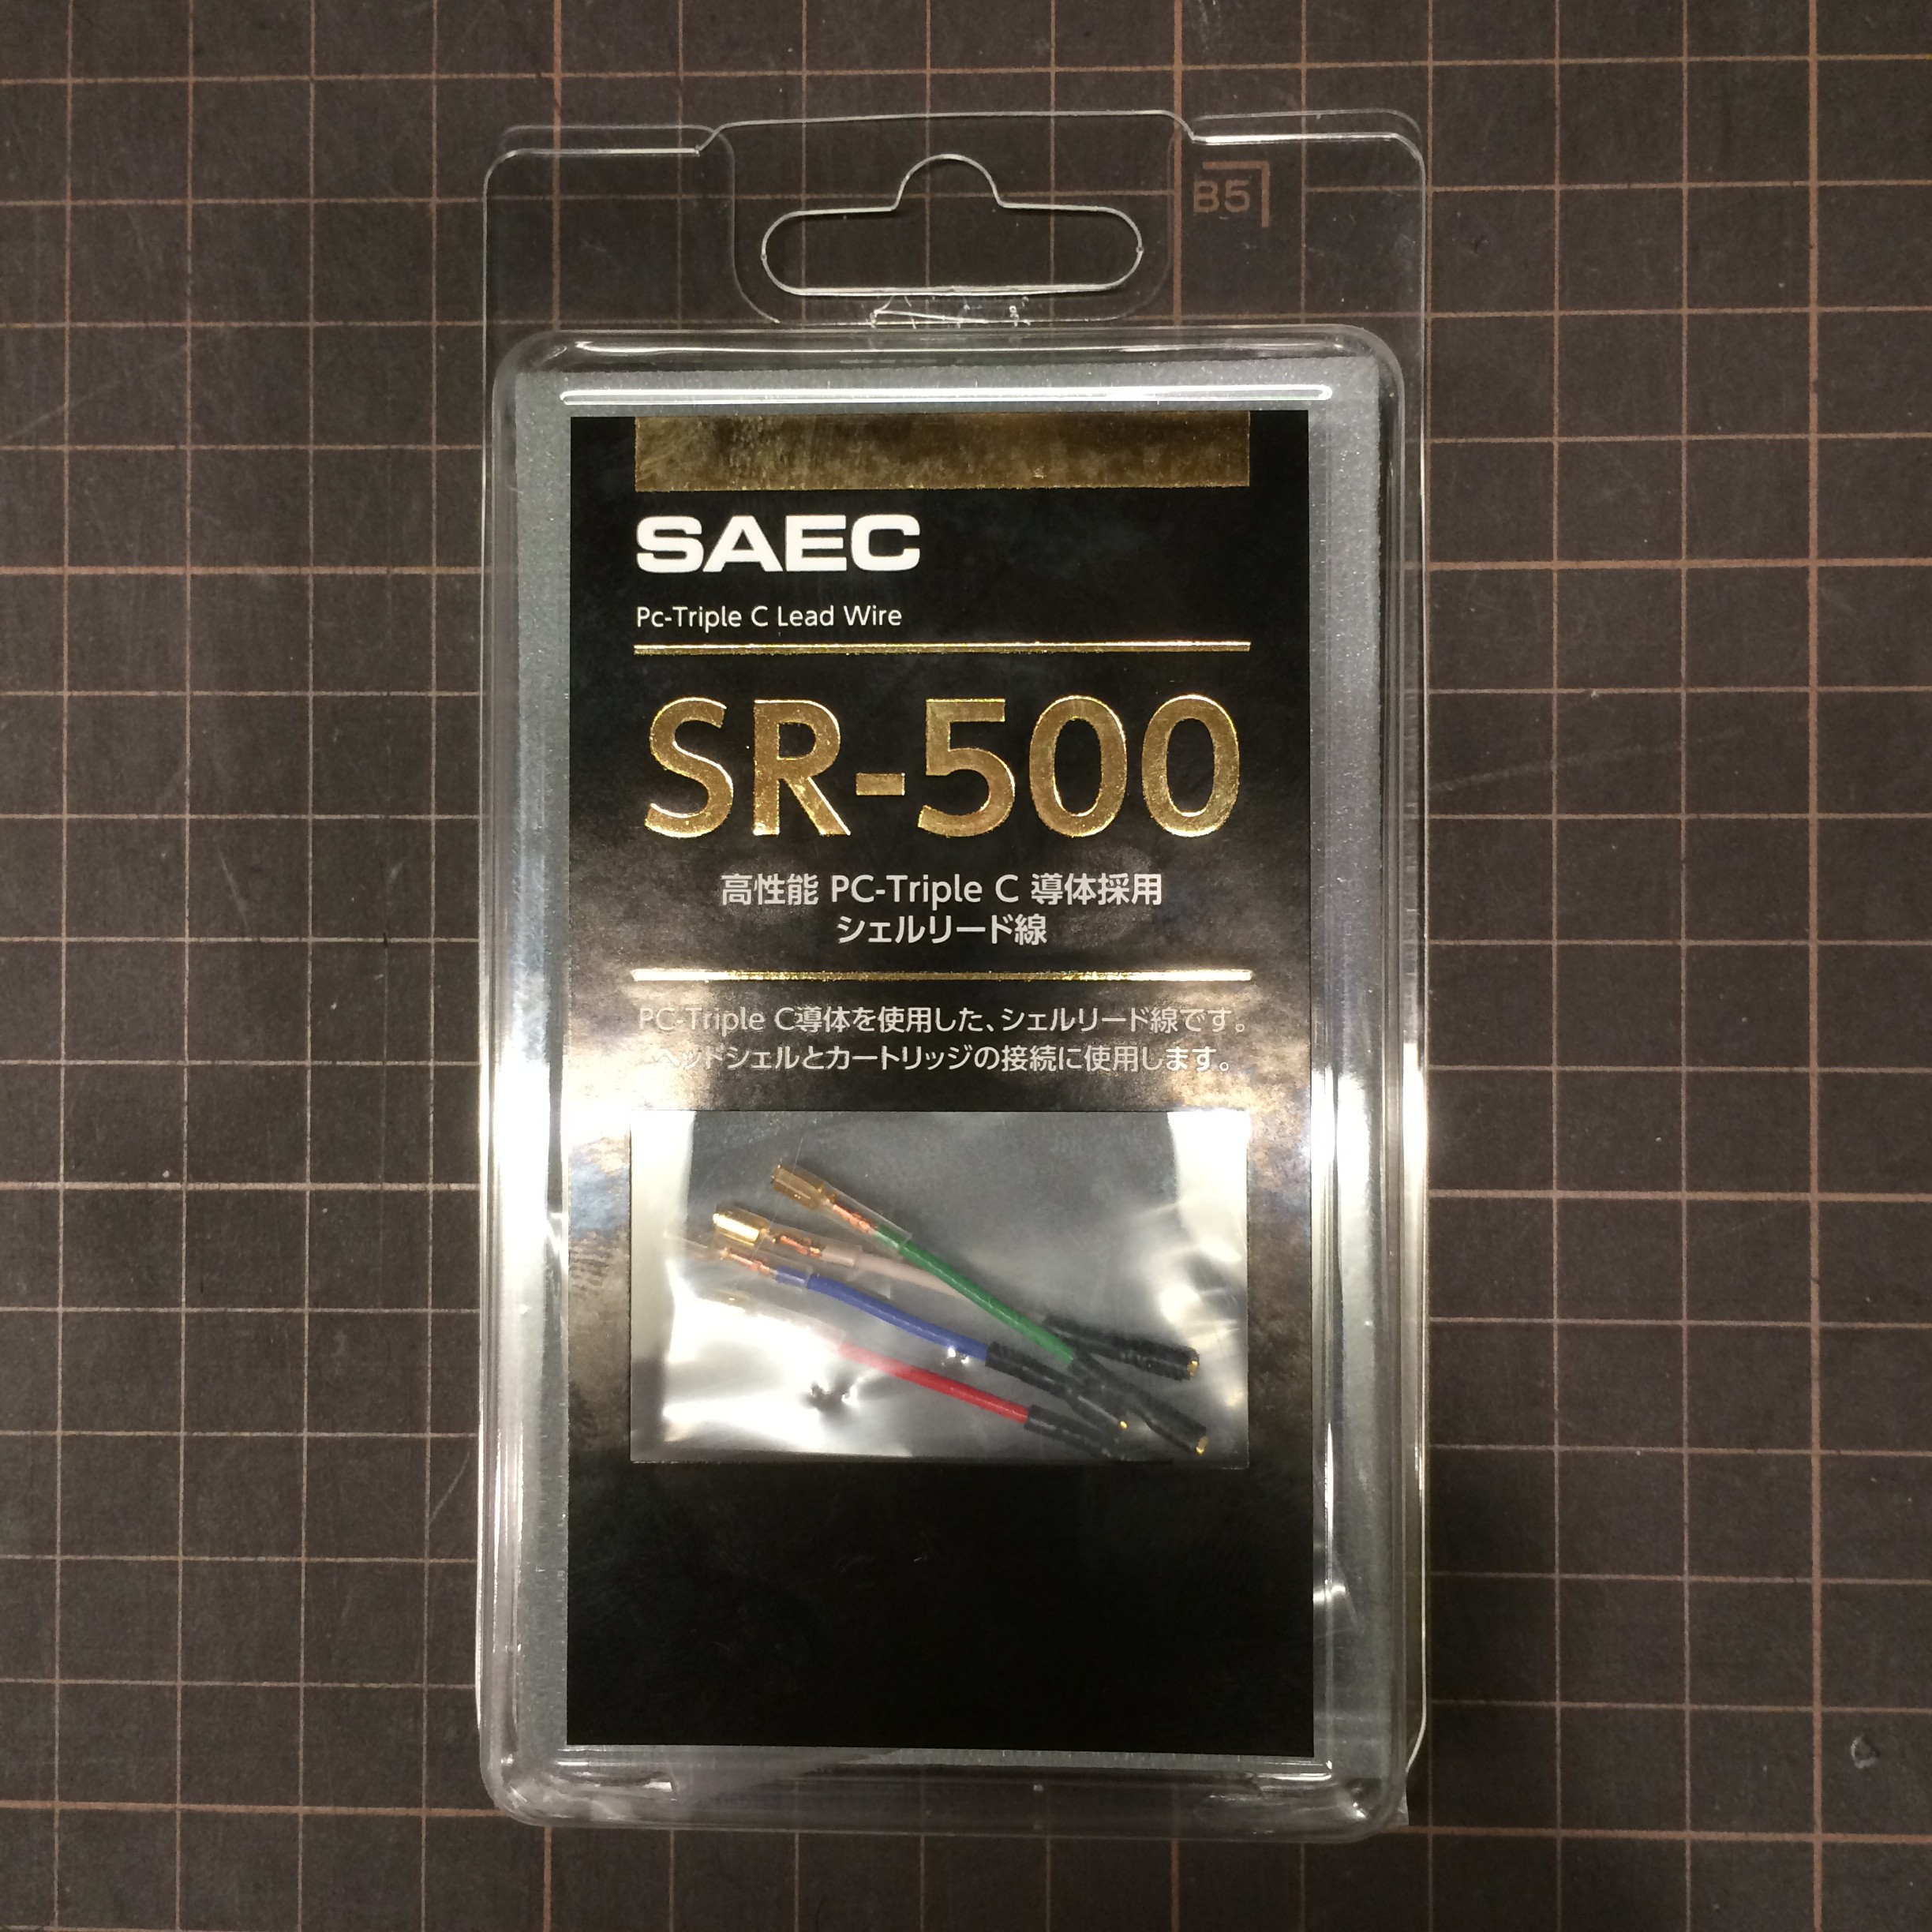 B5
SAEC
Pc-Triple C Lead Wire
SR-500
高性能 PC-Triple C 導体採用
シェルリード線
PC-Triple C導体を使用した、シェルリード線です。
ヘッドシェルとカートリッジの接続に使用します。